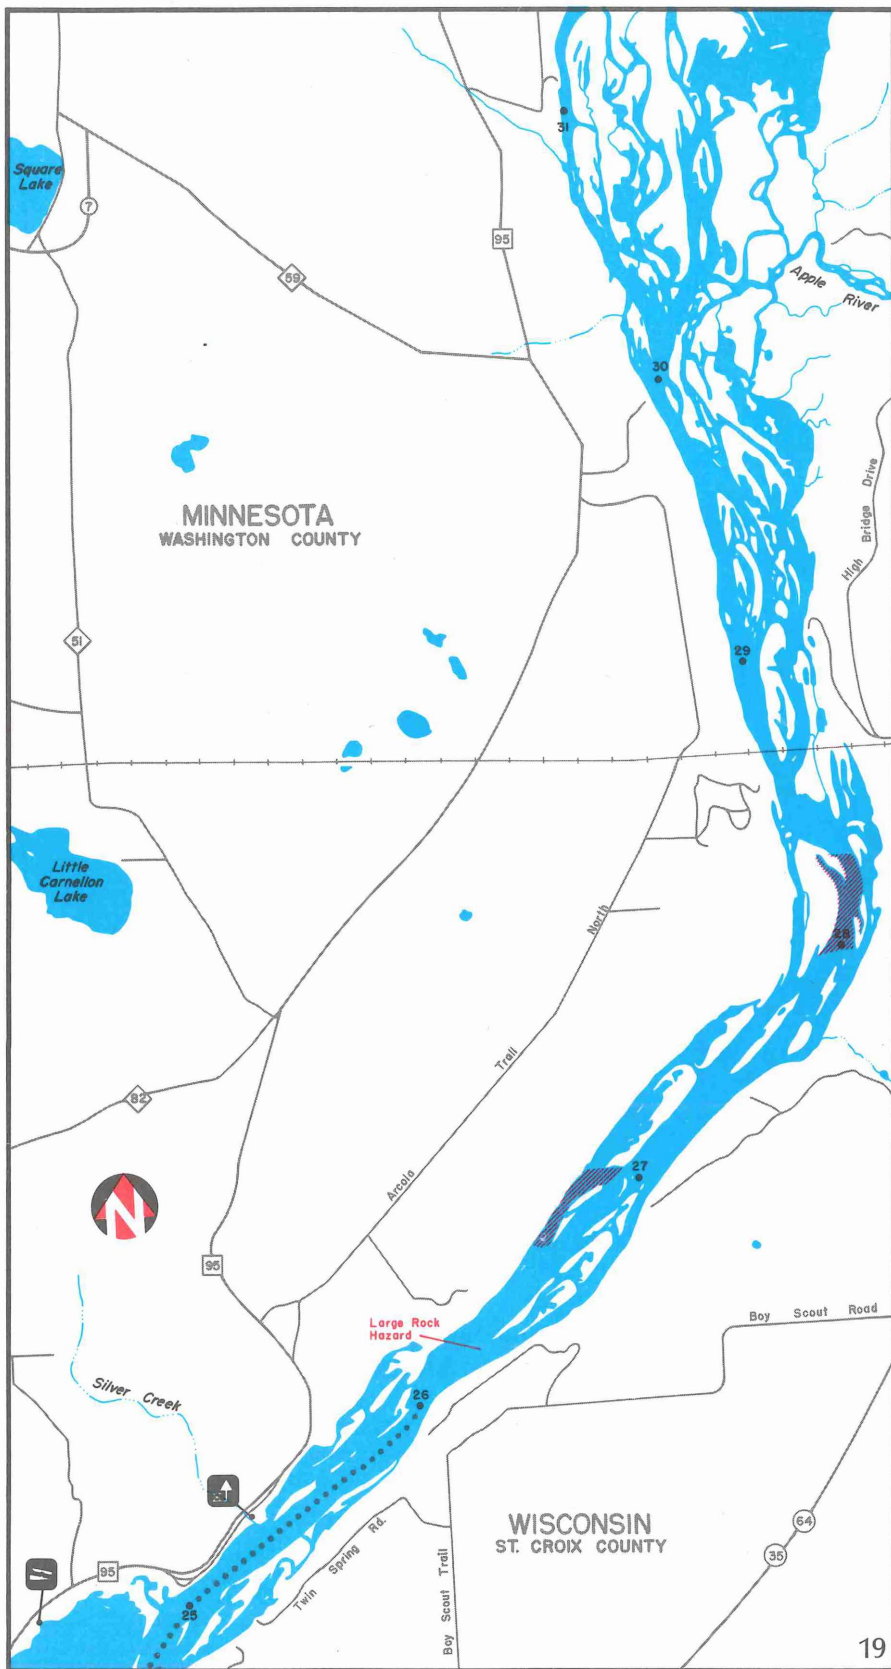 31
Square
Lake
7
95
59
Apple
River
30
MINNESOTA
WASHINGTON COUNTY
High Bridge Drive
51
29
Little
Carnelion
Lake
North
28
Trail
82
27
Arcola
N
95
Boy Scout Road
Large Rock
Hazard
Silver Creek
26
WISCONSIN
ST. CROIX COUNTY
64
35
Twin Spring Rd.
Boy Scout Trail
95
25
19